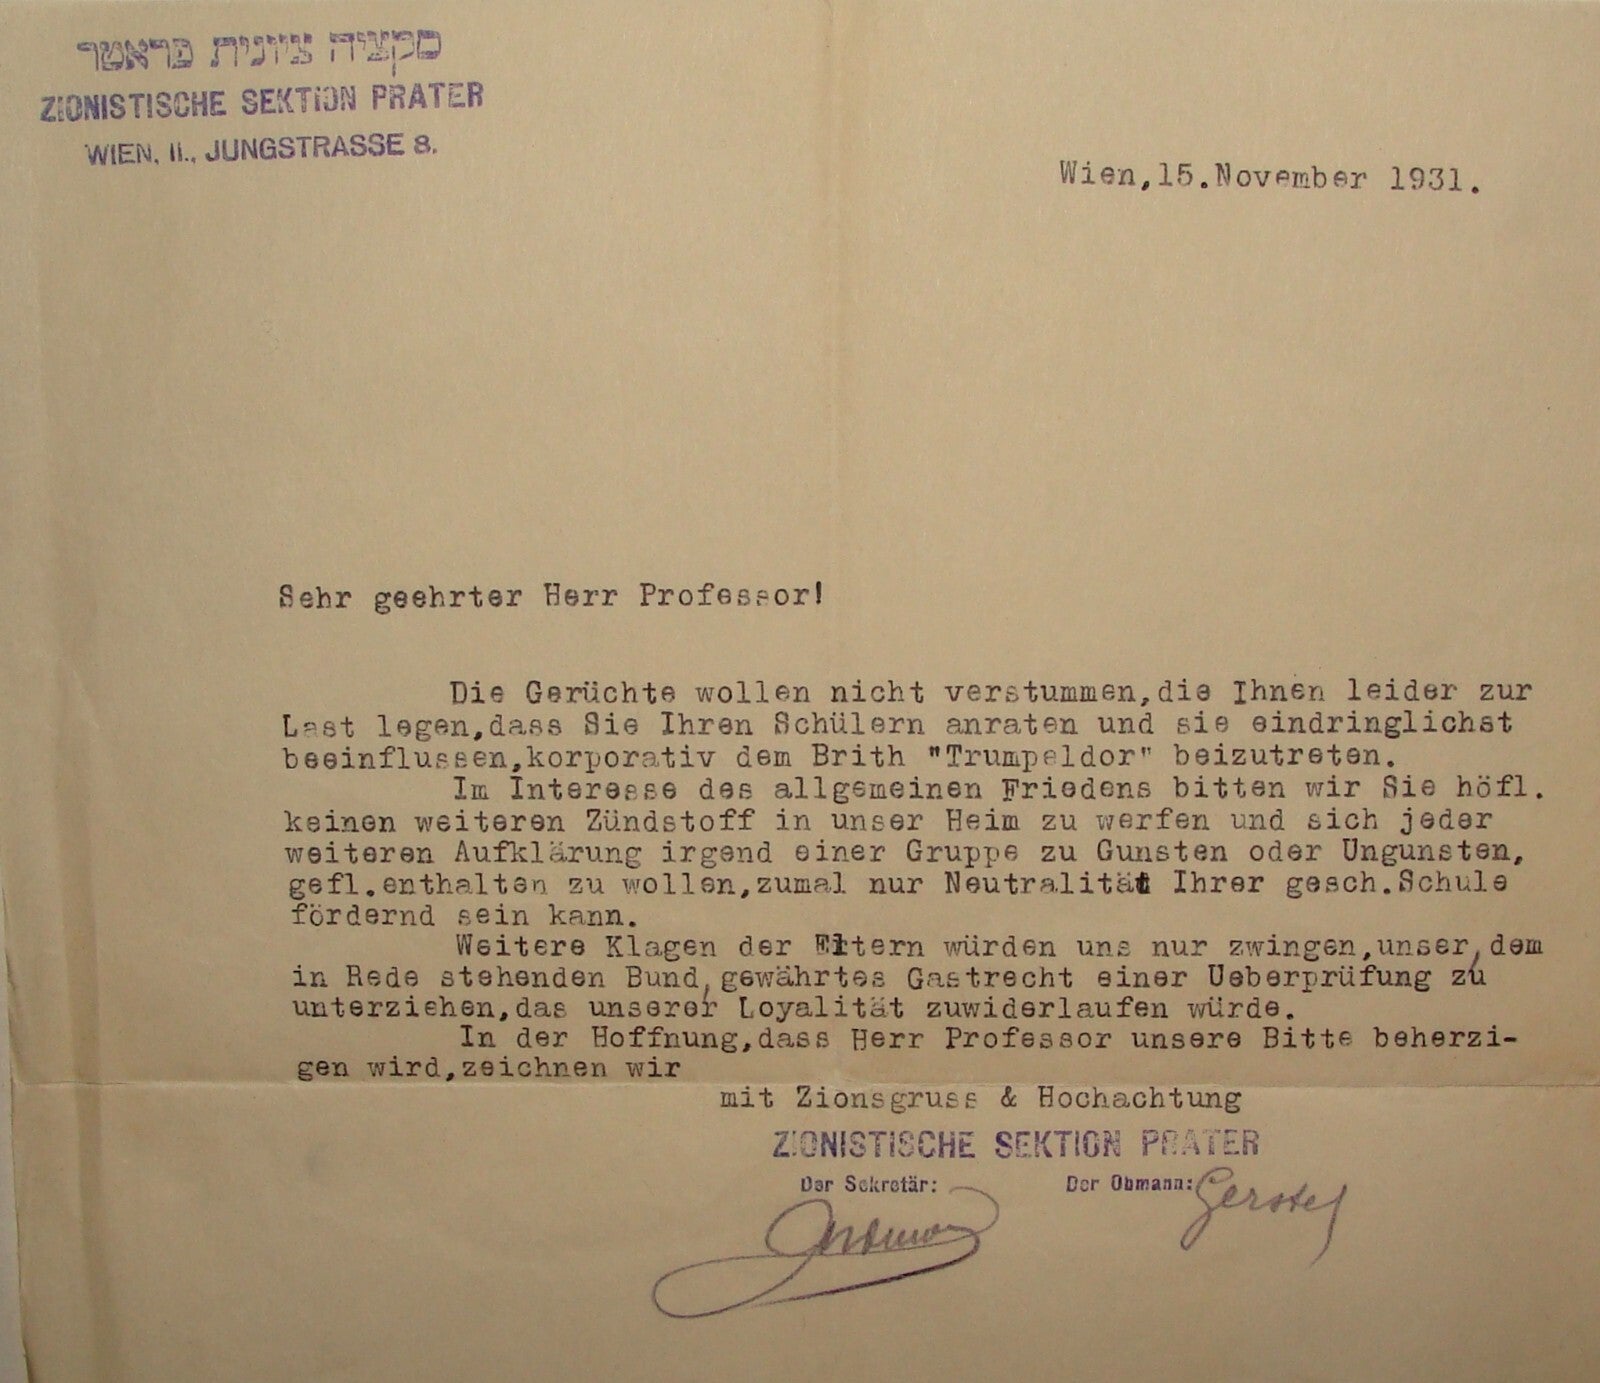 סקציה ציונית פראטר
ZIONISTISCHE SEKTION PRATER
WIEN, II., JUNGSTRASSE 8.
Wien,15.November 1931.
Sehr geehrter Herr Professor!
Die Gerüchte wollen nicht verstummen,die Ihnen leider zur
Last legen,dass Sie Ihren Schülern anraten und sie eindringlichst
beeinflussen,korporativ dem Brith "Trumpeldor" beizutreten.
Im Interesse des allgemeinen Friedens bitten wir Sie höfl.
keinen weiteren Zündstoff in unser Heim zu werfen und sich jeder
weiteren Aufklärung irgend einer Gruppe zu Gunsten oder Ungunsten,
gefl.enthalten zu wollen,zumal nur Neutralität Ihrer gesch.Schule
fördernd sein kann.
Weitere Klagen der Eltern würden uns nur zwingen,unser,dem
in Rede stehenden Bund,gewährtes Gastrecht einer Ueberprüfung zu
unterziehen,das unserer Loyalität zuwiderlaufen würde.
In der Hoffnung,dass Herr Professor unsere Bitte beherzi-
gen wird,zeichnen wir
mit Zionsgruss & Hochachtung
ZIONISTISCHE SEKTION PRATER
Der Sekretär: Der Obmann: Gerstel